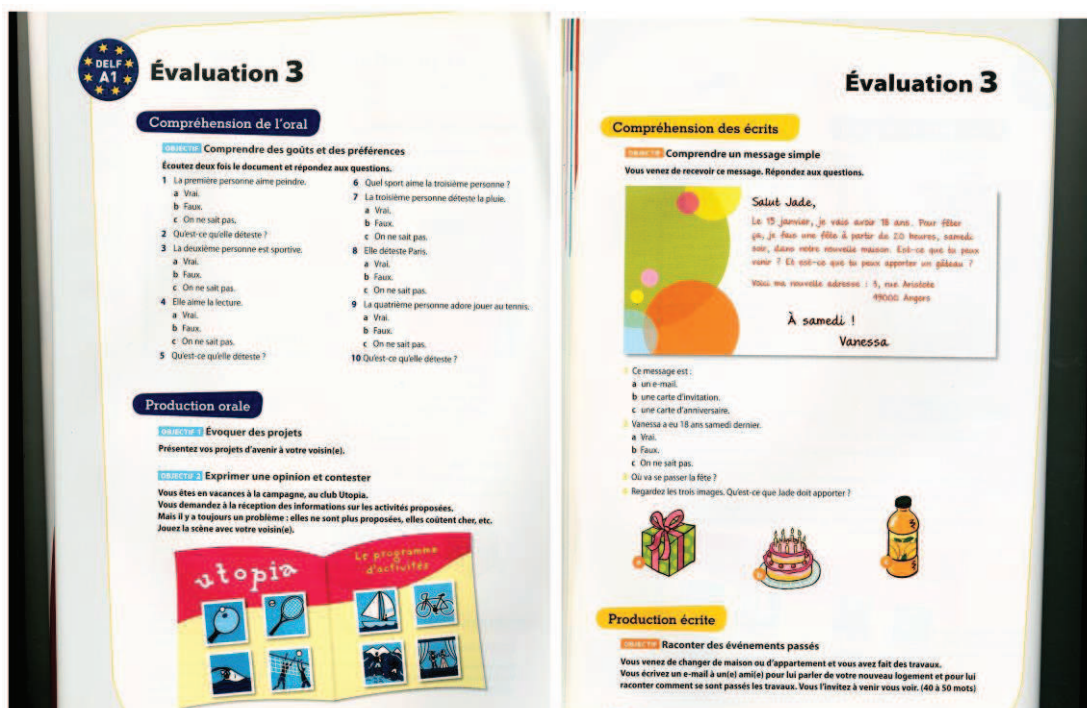 DELF
A1
Évaluation 3
Compréhension de l'oral
OBJECTIF Comprendre des goûts et des préférences
Écoutez deux fois le document et répondez aux questions.
1 La première personne aime peindre.
a Vrai.
b Faux.
c On ne sait pas.
2 Qu'est-ce qu'elle déteste ?
3 La deuxième personne est sportive.
a Vrai.
b Faux.
c On ne sait pas.
4 Elle aime la lecture.
a Vrai.
b Faux.
c On ne sait pas.
5 Qu'est-ce qu'elle déteste ?
6 Quel sport aime la troisième personne ?
7 La troisième personne déteste la pluie.
a Vrai.
b Faux.
c On ne sait pas.
8 Elle déteste Paris.
a Vrai.
b Faux.
c On ne sait pas.
9 La quatrième personne adore jouer au tennis.
a Vrai.
b Faux.
c On ne sait pas.
10 Qu'est-ce qu'elle déteste ?
Production orale
OBJECTIF 1 Évoquer des projets
Présentez vos projets d'avenir à votre voisin(e).
OBJECTIF 2 Exprimer une opinion et contester
Vous êtes en vacances à la campagne, au club Utopia.
Vous demandez à la réception des informations sur les activités proposées.
Mais il y a toujours un problème : elles ne sont plus proposées, elles coûtent cher, etc.
Jouez la scène avec votre voisin(e).
utopia
Le programme
d'activités
Évaluation 3
Compréhension des écrits
OBJECTIF Comprendre un message simple
Vous venez de recevoir ce message. Répondez aux questions.
Salut Jade,
Le 15 janvier, je vais avoir 18 ans. Pour fêter
ça, je fais une fête à partir de 20 heures, samedi
soir, dans notre nouvelle maison. Est-ce que tu peux
venir ? Et est-ce que tu peux apporter un gâteau ?
Voici ma nouvelle adresse : 5, rue Aristote
49000 Angers
À samedi !
Vanessa
1 Ce message est :
a un e-mail.
b une carte d'invitation.
c une carte d'anniversaire.
2 Vanessa a eu 18 ans samedi dernier.
a Vrai.
b Faux.
c On ne sait pas.
3 Où va se passer la fête ?
4 Regardez les trois images. Qu'est-ce que Jade doit apporter ?
Production écrite
OBJECTIF Raconter des événements passés
Vous venez de changer de maison ou d'appartement et vous avez fait des travaux.
Vous écrivez un e-mail à un(e) ami(e) pour lui parler de votre nouveau logement et pour lui
raconter comment se sont passés les travaux. Vous l'invitez à venir vous voir. (40 à 50 mots)